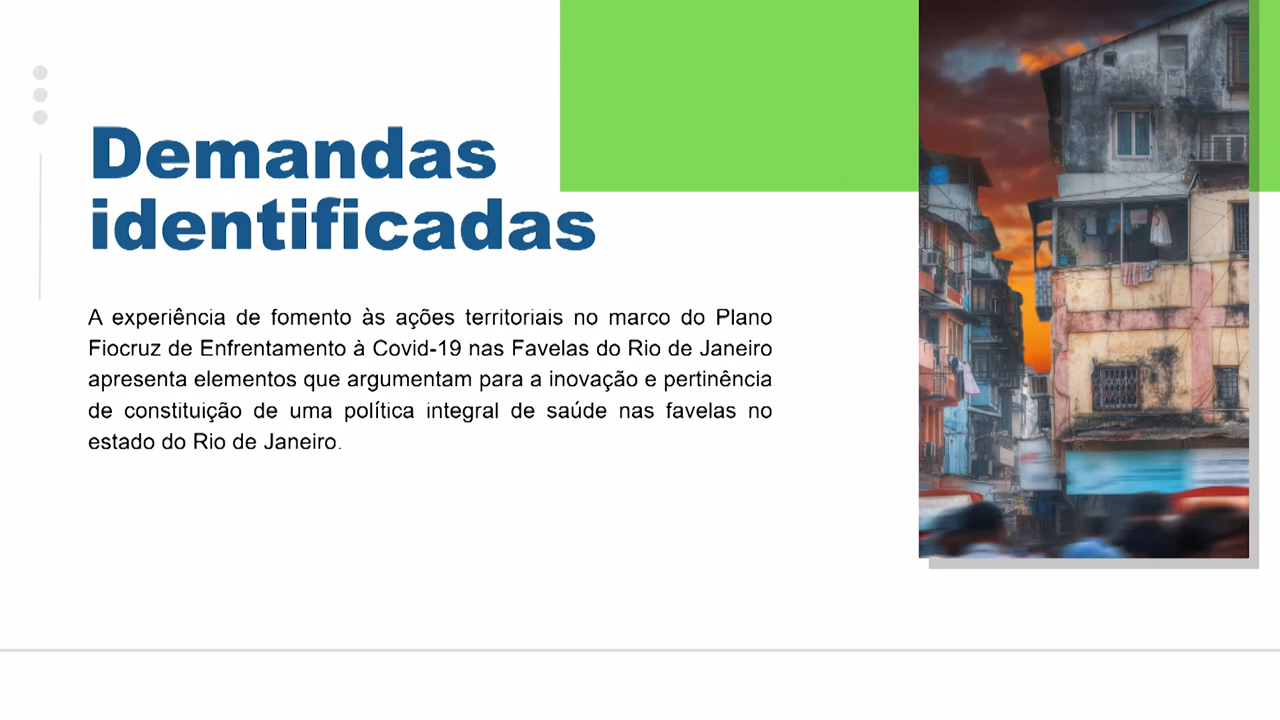 Demandas
identificadas
A experiência de fomento às ações territoriais no marco do Plano
Fiocruz de Enfrentamento à Covid-19 nas Favelas do Rio de Janeiro
apresenta elementos que argumentam para a inovação e pertinência
de constituição de uma política integral de saúde nas favelas no
estado do Rio de Janeiro.